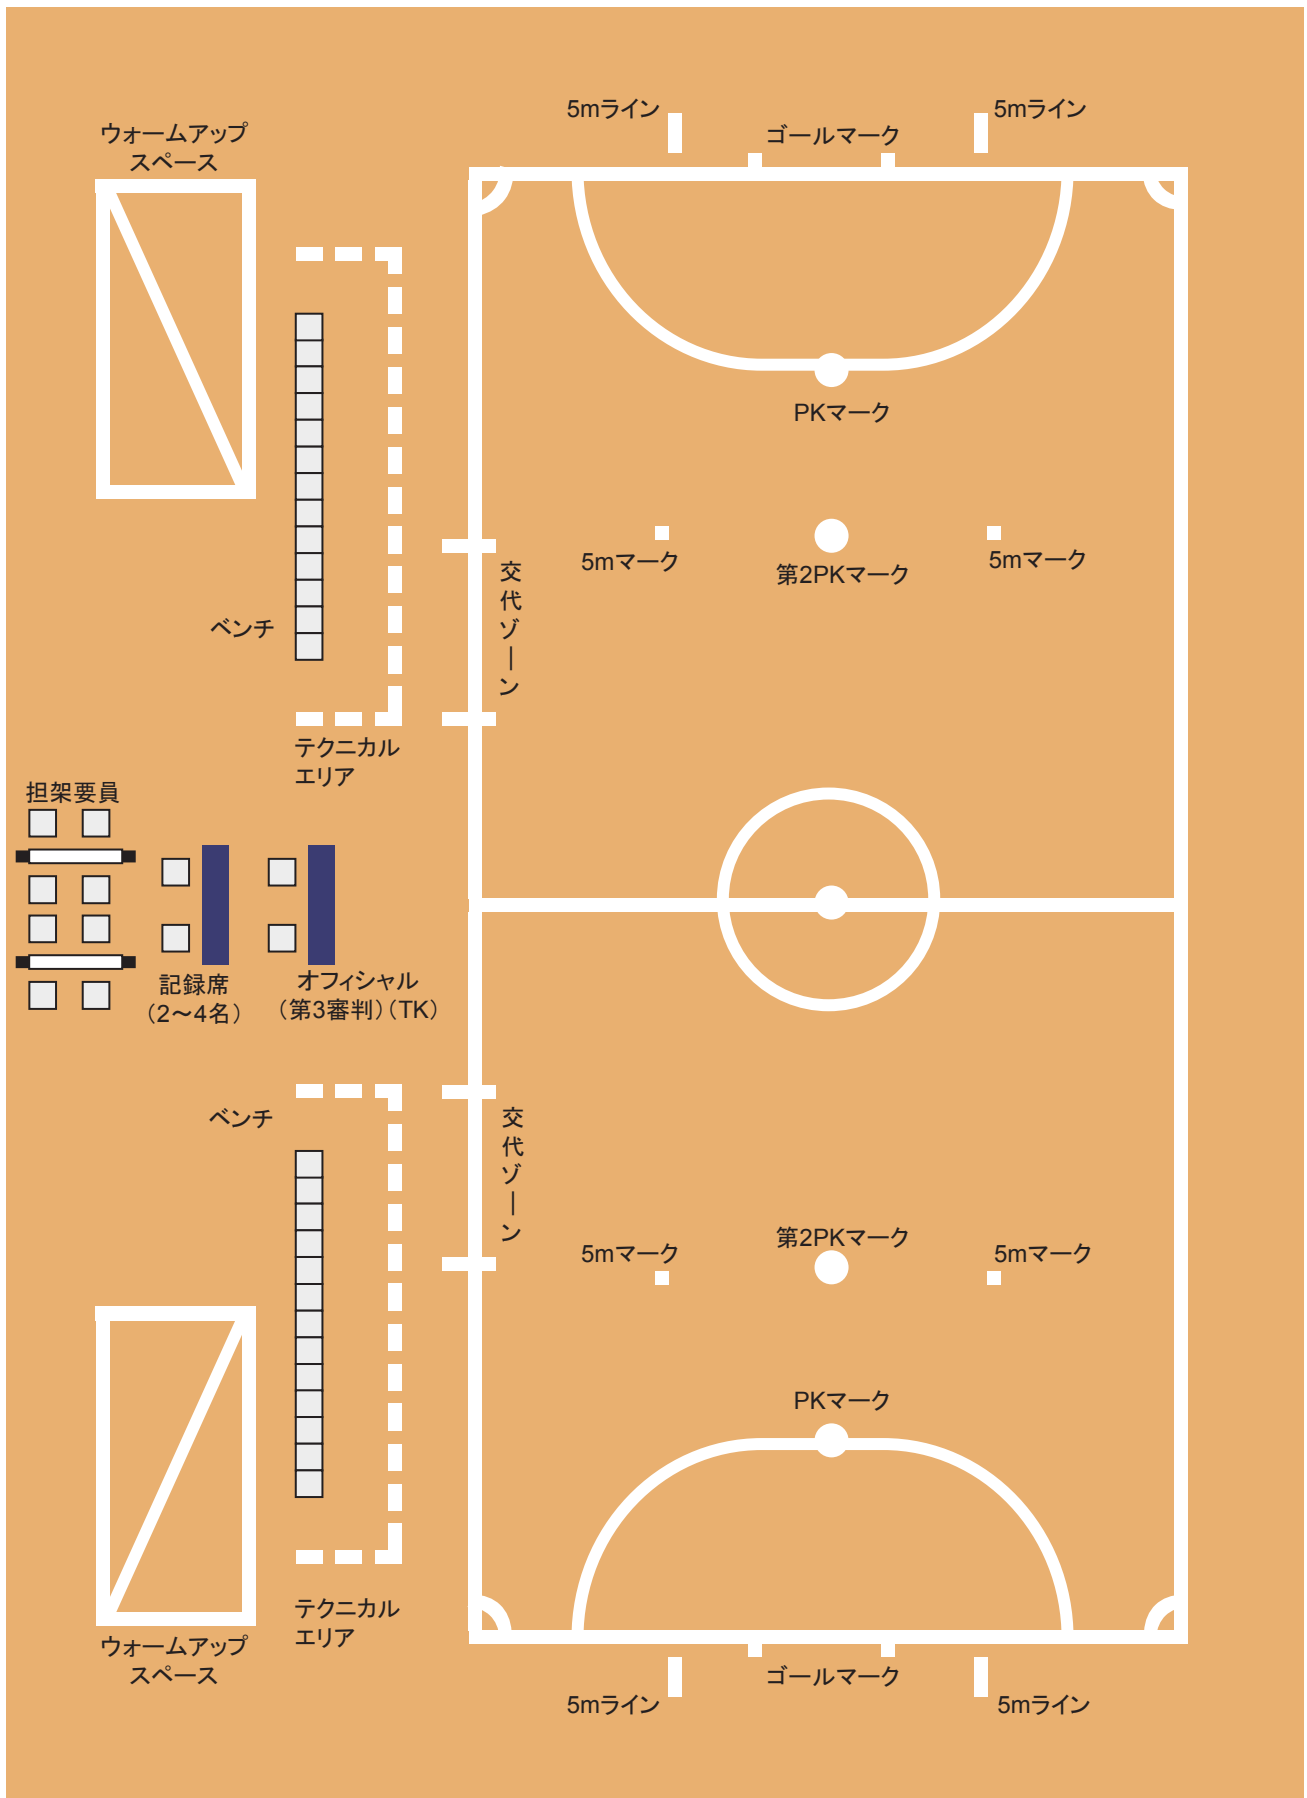 5mライン
5mライン
ゴールマーク
ウォームアップ
スペース
PKマーク
5mマーク
第2PKマーク
5mマーク
交代ゾーン
ベンチ
テクニカル
エリア
担架要員
記録席
（2～4名）
オフィシャル
（第3審判）（TK）
ベンチ
交代ゾーン
5mマーク
第2PKマーク
5mマーク
PKマーク
テクニカル
エリア
ウォームアップ
スペース
ゴールマーク
5mライン
5mライン